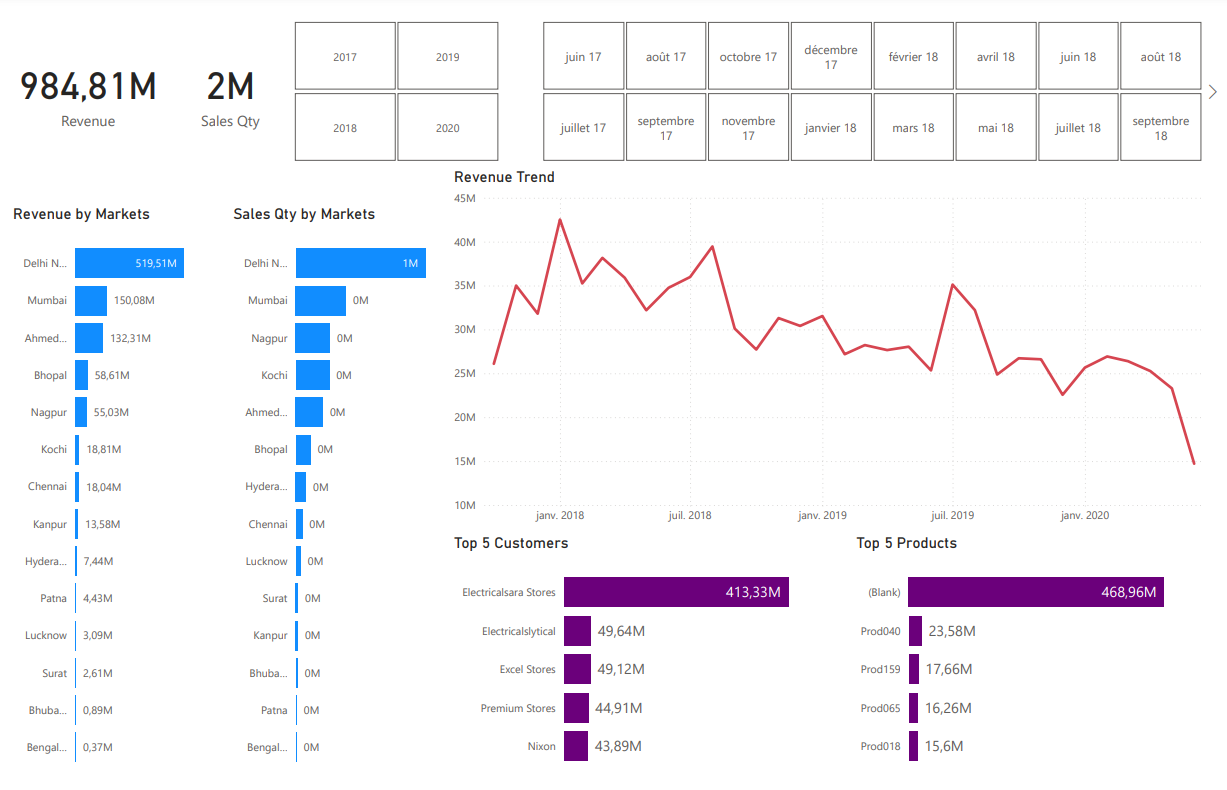 984,81M
Revenue
2M
Sales Qty
2017
2019
2018
2020
juin 17
août 17
octobre 17
décembre
17
février 18
avril 18
juin 18
août 18
juillet 17
septembre
17
novembre
17
janvier 18
mars 18
mai 18
juillet 18
septembre
18
Revenue by Markets
Delhi N... 519,51M
Mumbai 150,08M
Ahmed... 132,31M
Bhopal 58,61M
Nagpur 55,03M
Kochi 18,81M
Chennai 18,04M
Kanpur 13,58M
Hydera... 7,44M
Patna 4,43M
Lucknow 3,09M
Surat 2,61M
Bhuba... 0,89M
Bengal... 0,37M
Sales Qty by Markets
Delhi N... 1M
Mumbai 0M
Nagpur 0M
Kochi 0M
Ahmed... 0M
Bhopal 0M
Hydera... 0M
Chennai 0M
Lucknow 0M
Surat 0M
Kanpur 0M
Bhuba... 0M
Patna 0M
Bengal... 0M
Revenue Trend
45M
40M
35M
30M
25M
20M
15M
10M
janv. 2018 juil. 2018 janv. 2019 juil. 2019 janv. 2020
Top 5 Customers
Electricalsara Stores 413,33M
Electricalslytical 49,64M
Excel Stores 49,12M
Premium Stores 44,91M
Nixon 43,89M
Top 5 Products
(Blank) 468,96M
Prod040 23,58M
Prod159 17,66M
Prod065 16,26M
Prod018 15,6M